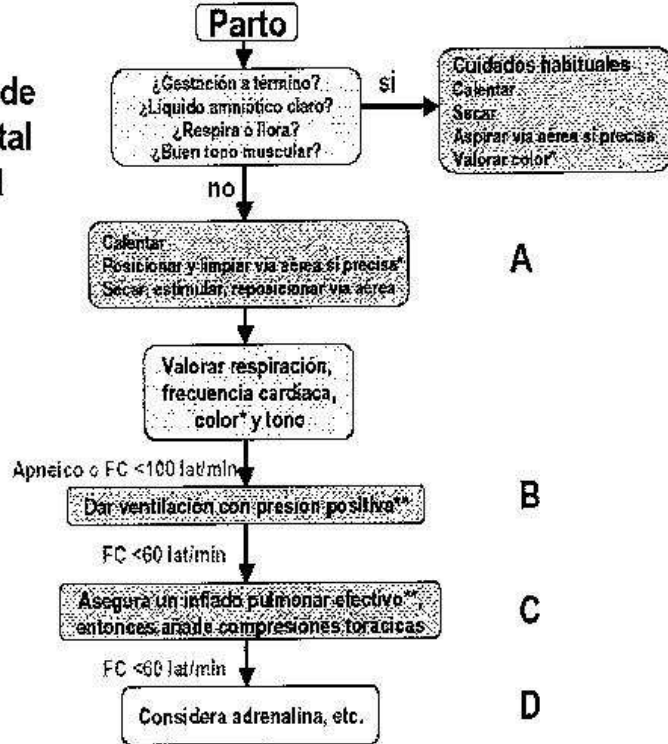 Parto
de
tal
l
¿Gestación a término?
¿Líquido amniótico claro?
¿Respira o llora?
¿Buen tono muscular?
si
Cuidados habituales
Calentar
Secar
Aspirar vía aérea si precisa
Valorar color*
no
Calentar
Posicionar y limpiar vía aérea si precisa*
Secar, estimular, reposicionar vía aérea
A
Valorar respiración,
frecuencia cardíaca,
color* y tono
Apneico o FC <100 lat/min
Dar ventilación con presión positiva**
B
FC <60 lat/min
Asegura un inflado pulmonar efectivo**,
entonces añade compresiones torácicas
C
FC <60 lat/min
Considera adrenalina, etc.
D